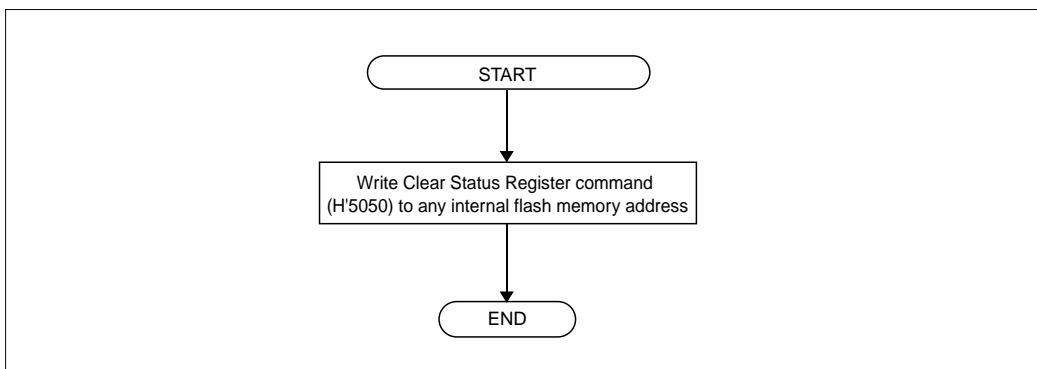 START
Write Clear Status Register command
(H'5050) to any internal flash memory address
END